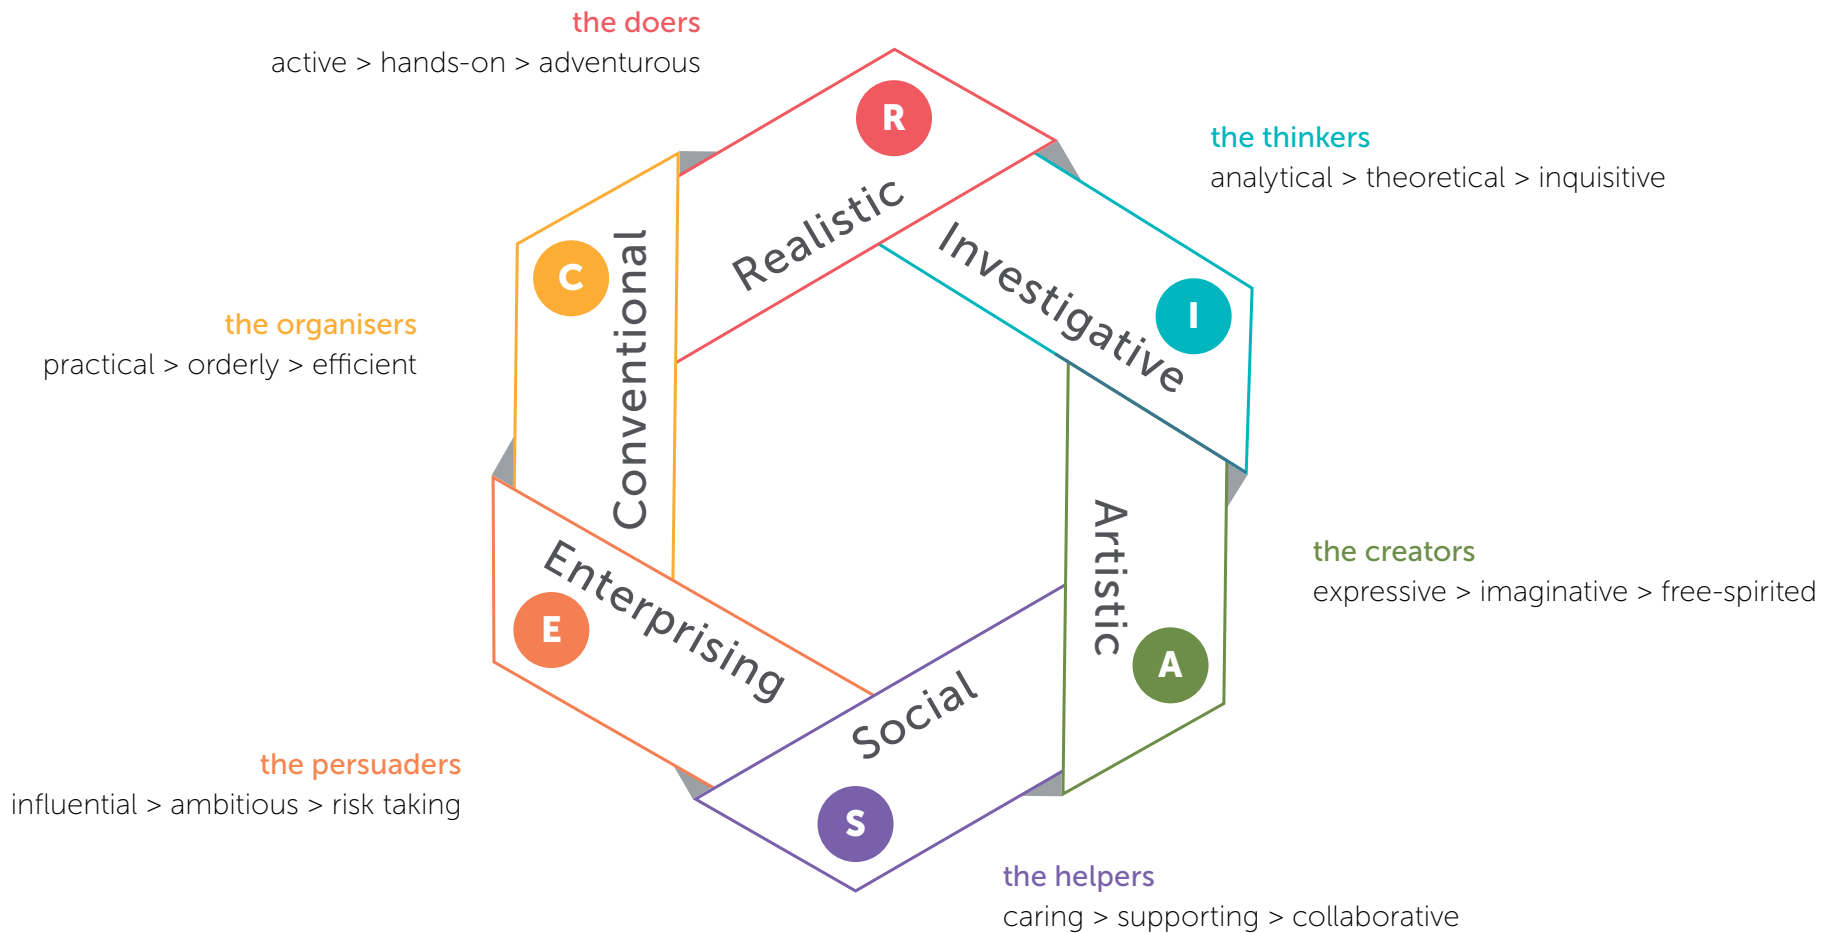 the doers
active > hands-on > adventurous
R
Realistic
the thinkers
analytical > theoretical > inquisitive
I
Investigative
the creators
expressive > imaginative > free-spirited
A
Artistic
the helpers
caring > supporting > collaborative
S
Social
the persuaders
influential > ambitious > risk taking
E
Enterprising
the organisers
practical > orderly > efficient
C
Conventional